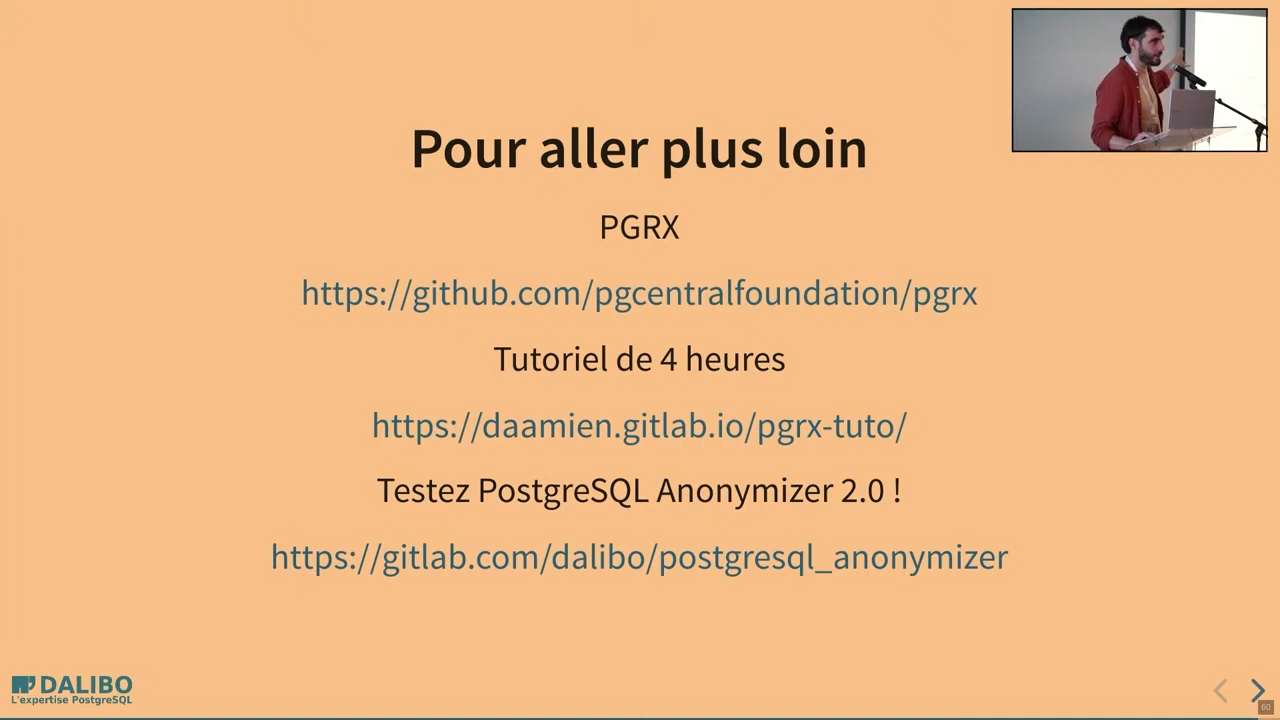 Pour aller plus loin
PGRX
https://github.com/pgcentralfoundation/pgrx
Tutoriel de 4 heures
https://daamien.gitlab.io/pgrx-tuto/
Testez PostgreSQL Anonymizer 2.0 !
https://gitlab.com/dalibo/postgresql_anonymizer
DALIBO
L'expertise PostgreSQL
60